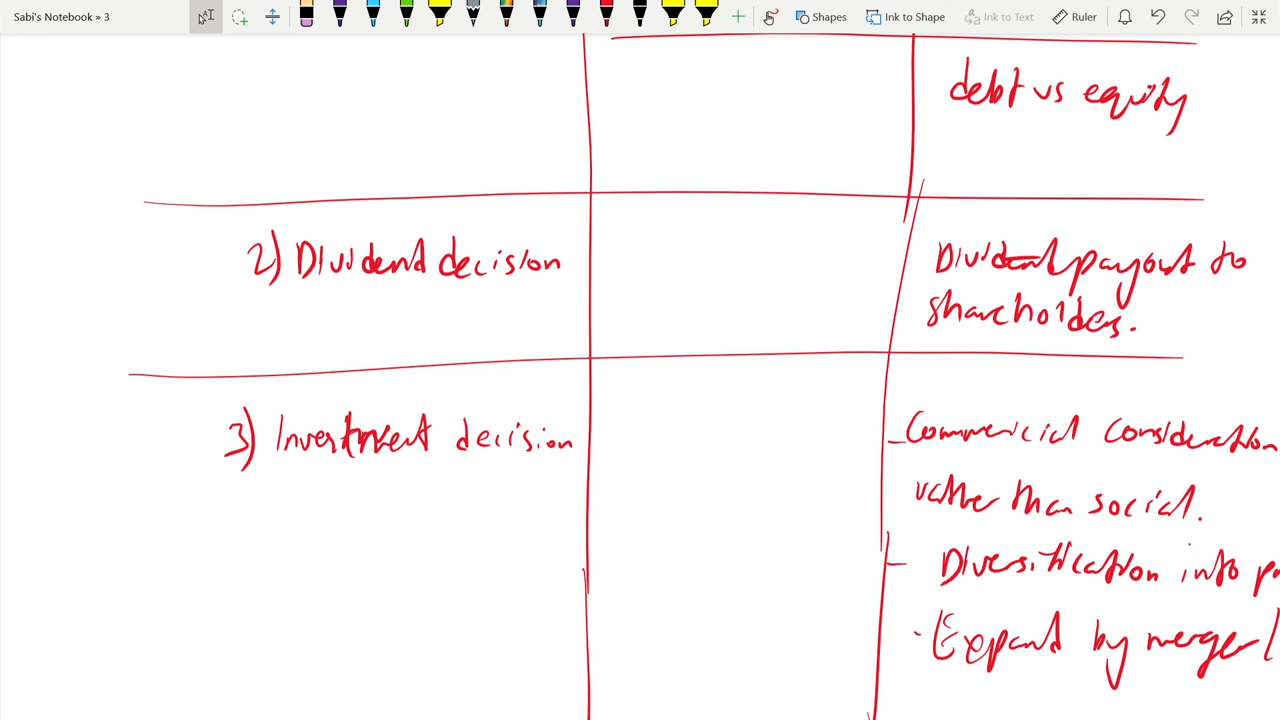 Sabi's Notebook » 3
Shapes
Ink to Shape
Ink to Text
Ruler
debt vs equity
2) Dividend decision
Dividend payout to
shareholders.
3) Investment decision
- Commercial consideration
rather than social.
- Diversification into
· Expand by merger /